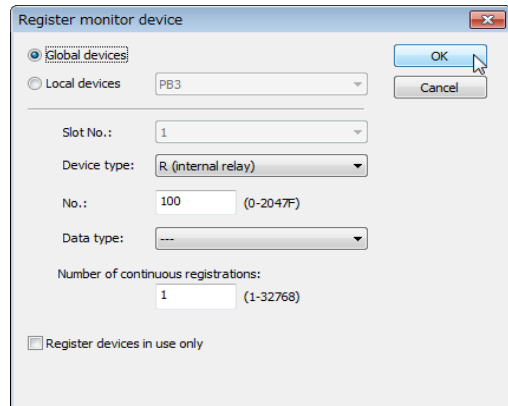 Register monitor device
Global devices
OK
Local devices
PB3
Cancel
Slot No.:
1
Device type:
R (internal relay)
No.:
100
(0-2047F)
Data type:
---
Number of continuous registrations:
1
(1-32768)
Register devices in use only